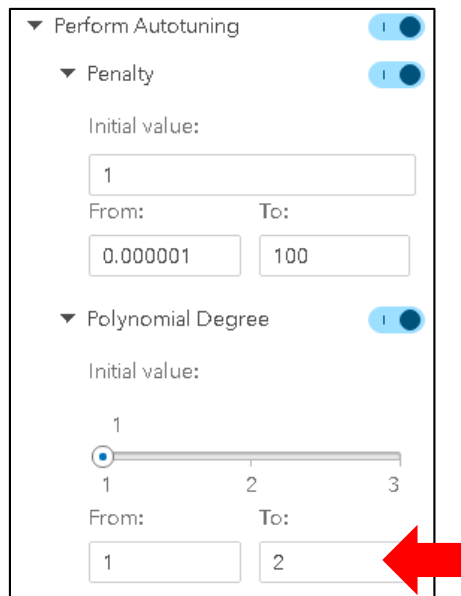 Perform Autotuning
Penalty
Initial value:
1
From: To:
0.000001 100
Polynomial Degree
Initial value:
1
1 2 3
From: To:
1 2